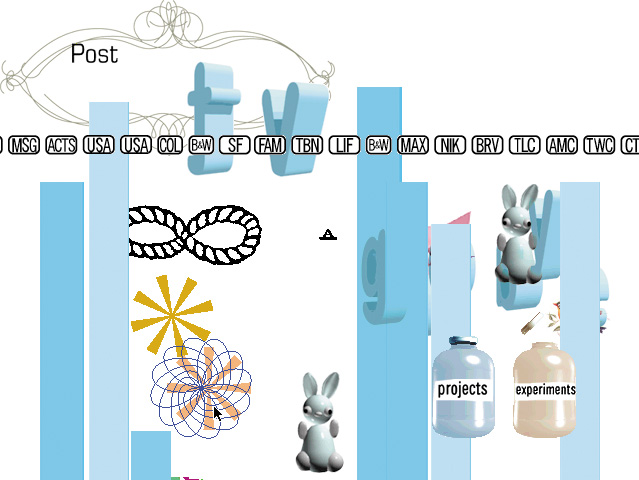 Post
tv
MSG ACTS USA USA COL B&W SF FAM TBN LIF B&W MAX NIK BRV TLC AMC TWC CT
g
projects
experiments